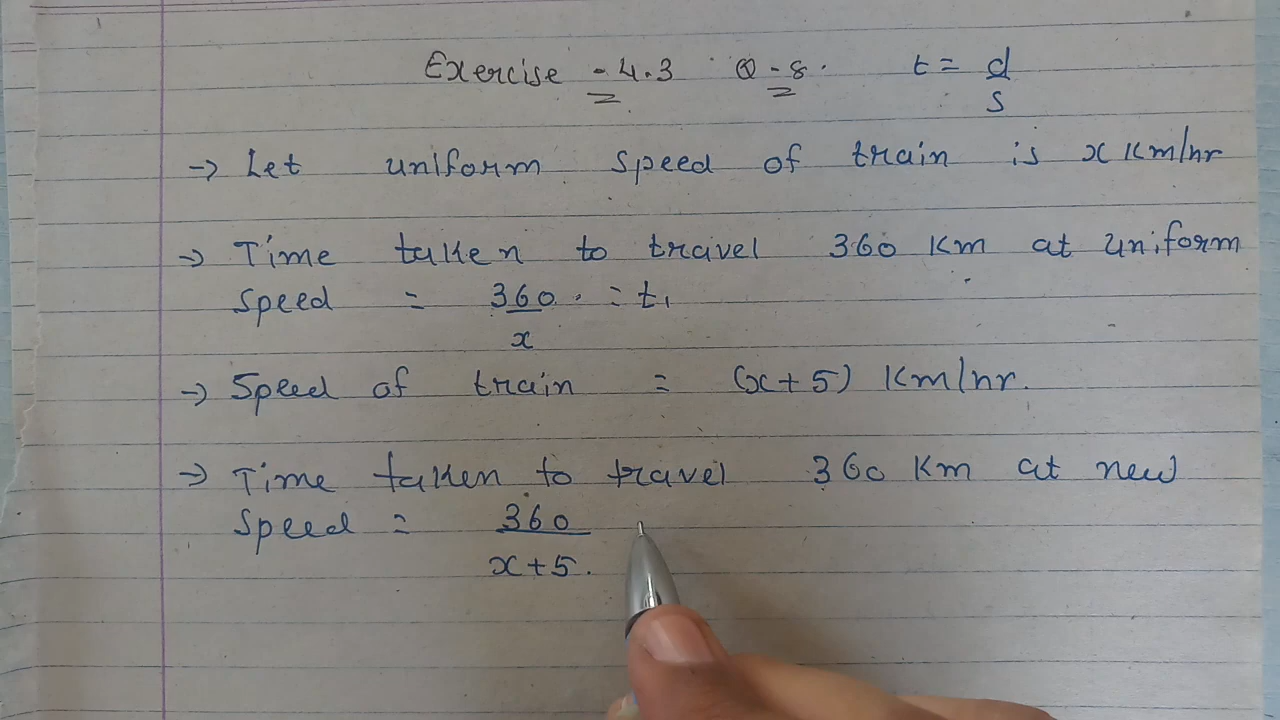 Exercise - 4.3 Q-8. t = d/s
→ Let uniform speed of train is x Km/hr
→ Time taken to travel 360 Km at uniform
speed = 360/x = t₁
→ Speed of train = (x+5) Km/hr.
→ Time taken to travel 360 Km at new
speed = 360/x+5.